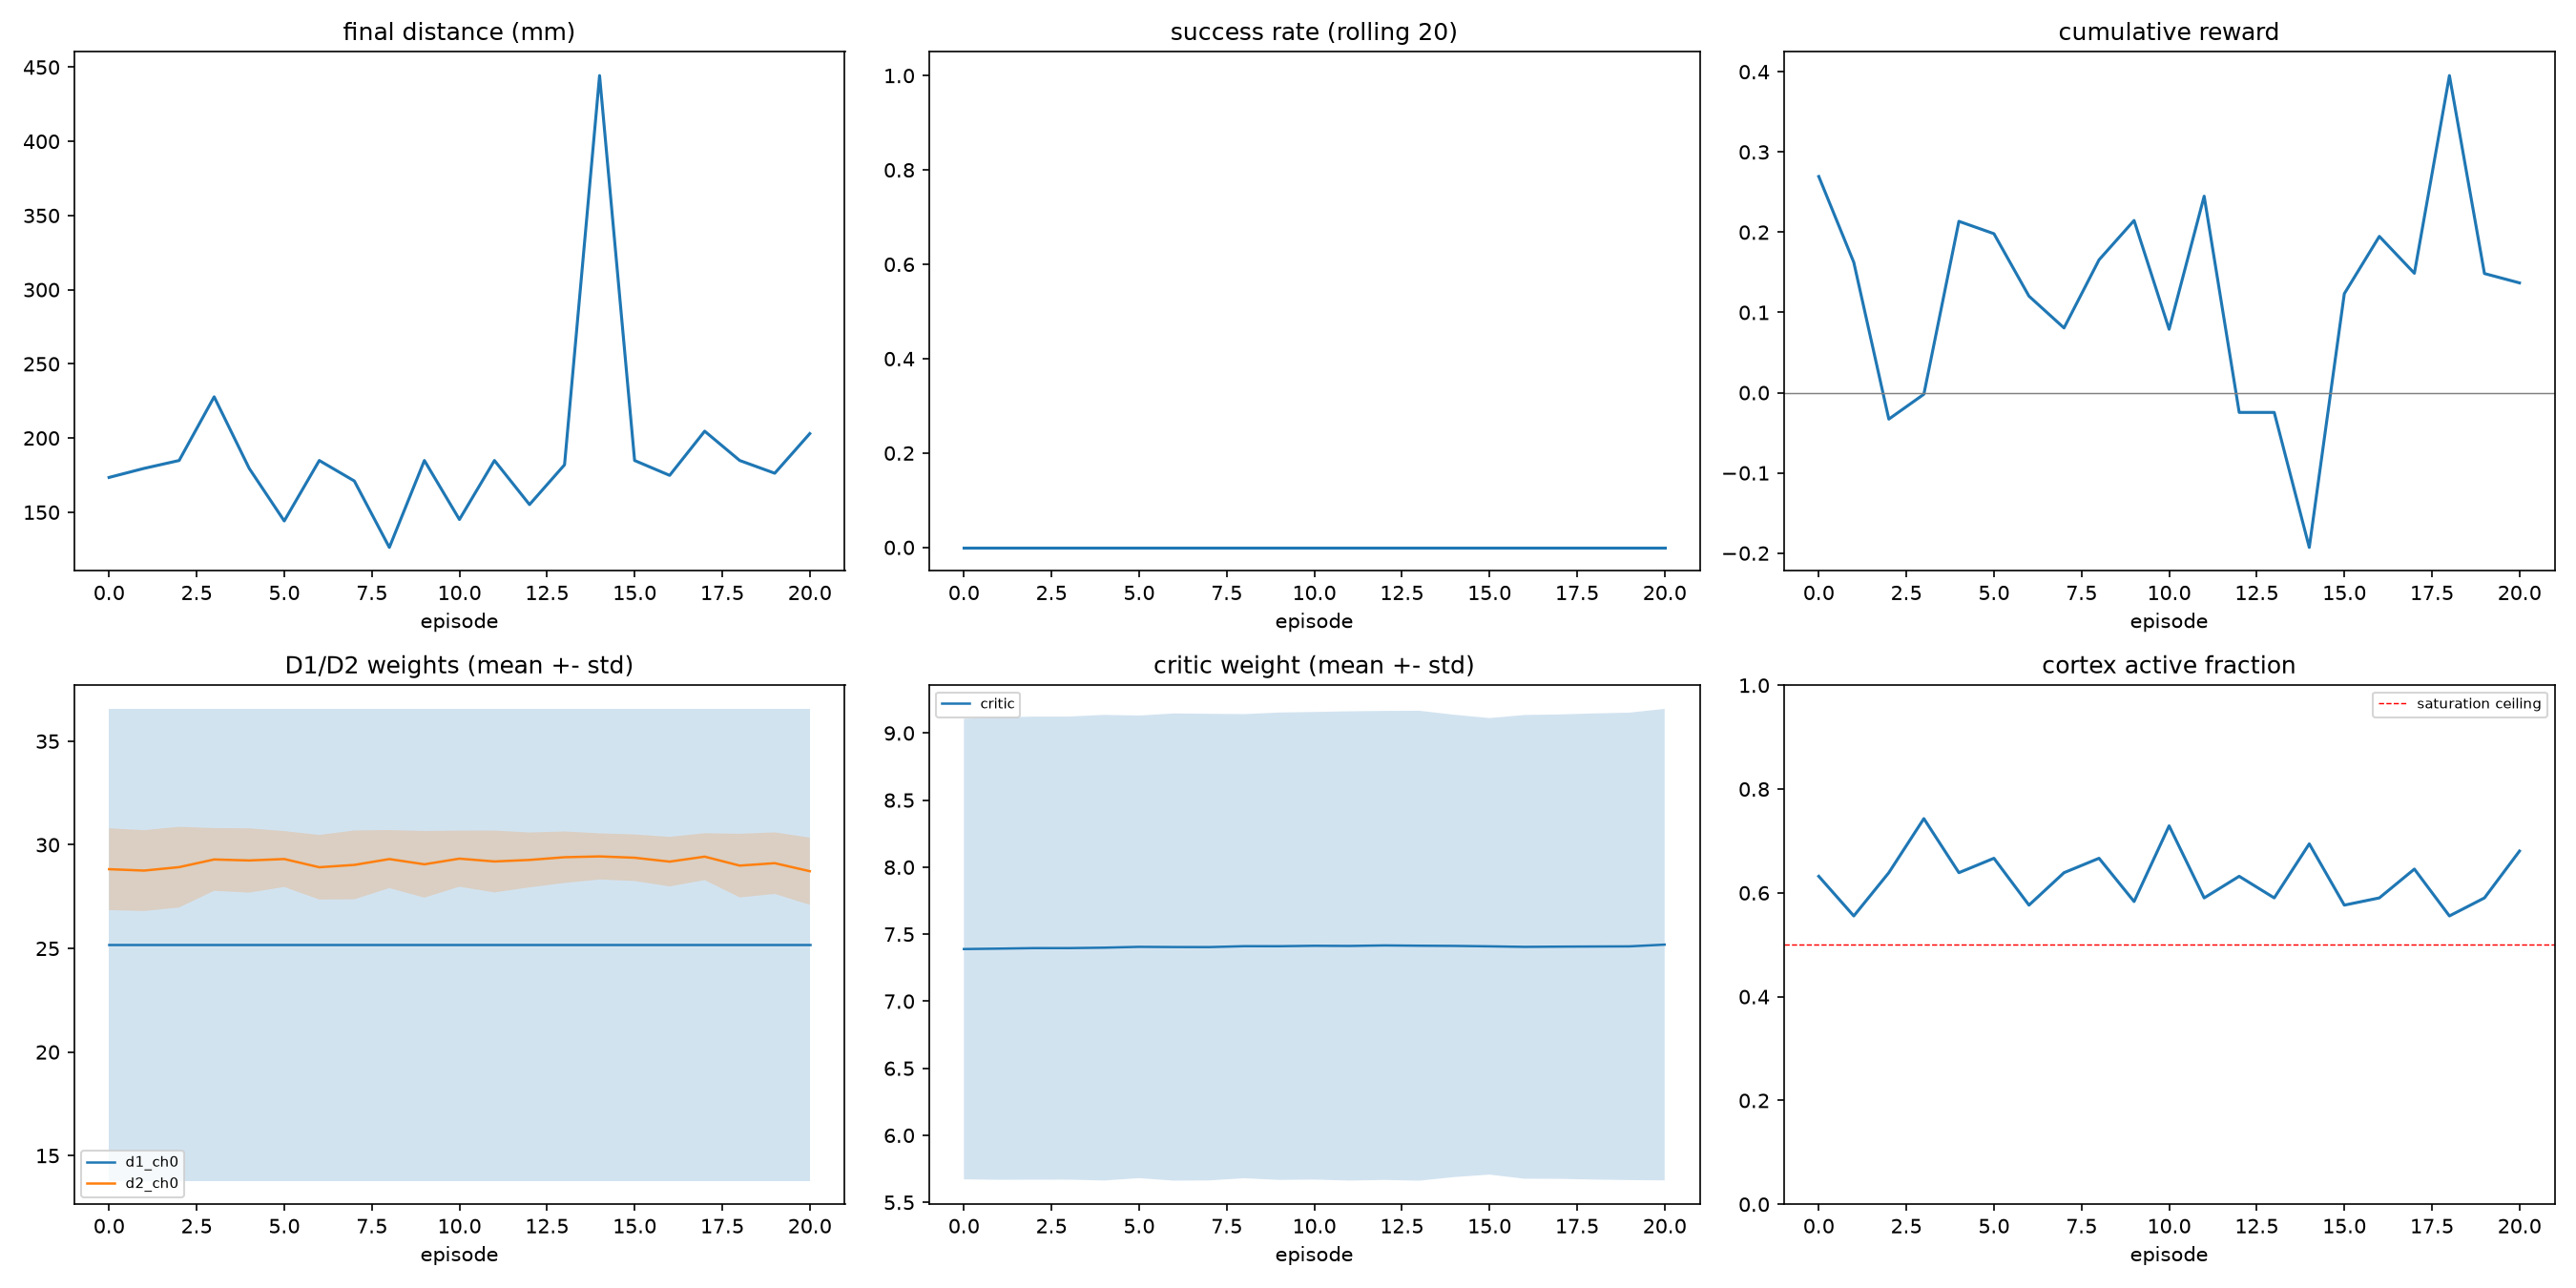 final distance (mm)
450
400
350
300
250
200
150
0.0 2.5 5.0 7.5 10.0 12.5 15.0 17.5 20.0
episode
success rate (rolling 20)
1.0
0.8
0.6
0.4
0.2
0.0
0.0 2.5 5.0 7.5 10.0 12.5 15.0 17.5 20.0
episode
cumulative reward
0.4
0.3
0.2
0.1
0.0
−0.1
−0.2
0.0 2.5 5.0 7.5 10.0 12.5 15.0 17.5 20.0
episode
D1/D2 weights (mean +- std)
35
30
25
20
15
d1_ch0
d2_ch0
0.0 2.5 5.0 7.5 10.0 12.5 15.0 17.5 20.0
episode
critic weight (mean +- std)
critic
9.0
8.5
8.0
7.5
7.0
6.5
6.0
5.5
0.0 2.5 5.0 7.5 10.0 12.5 15.0 17.5 20.0
episode
cortex active fraction
saturation ceiling
1.0
0.8
0.6
0.4
0.2
0.0
0.0 2.5 5.0 7.5 10.0 12.5 15.0 17.5 20.0
episode